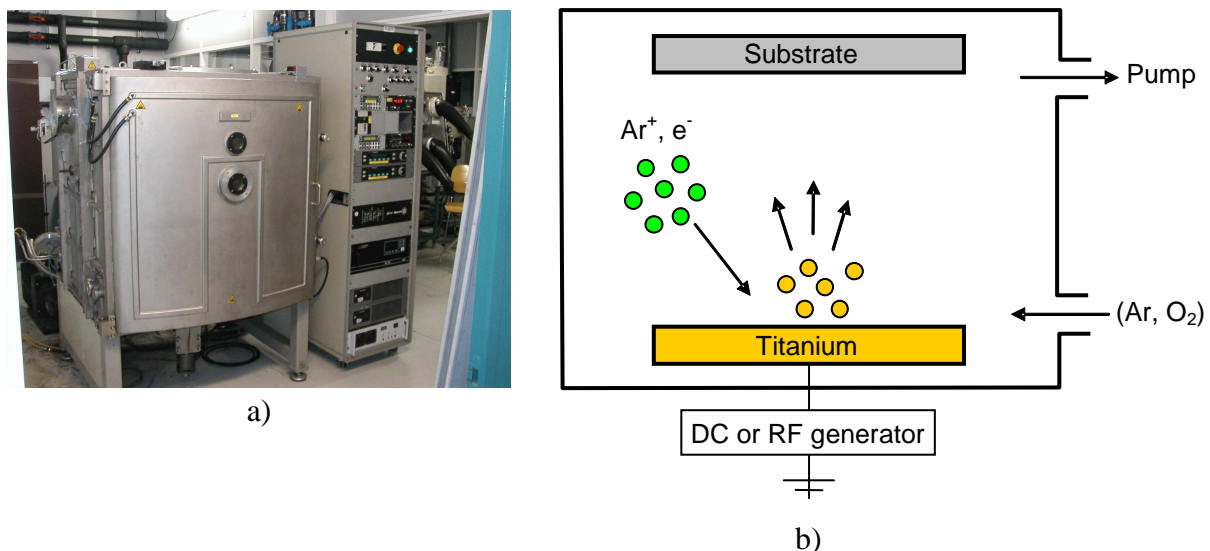 Substrate
Pump
Ar⁺, e⁻
(Ar, O₂)
Titanium
DC or RF generator
a)
b)